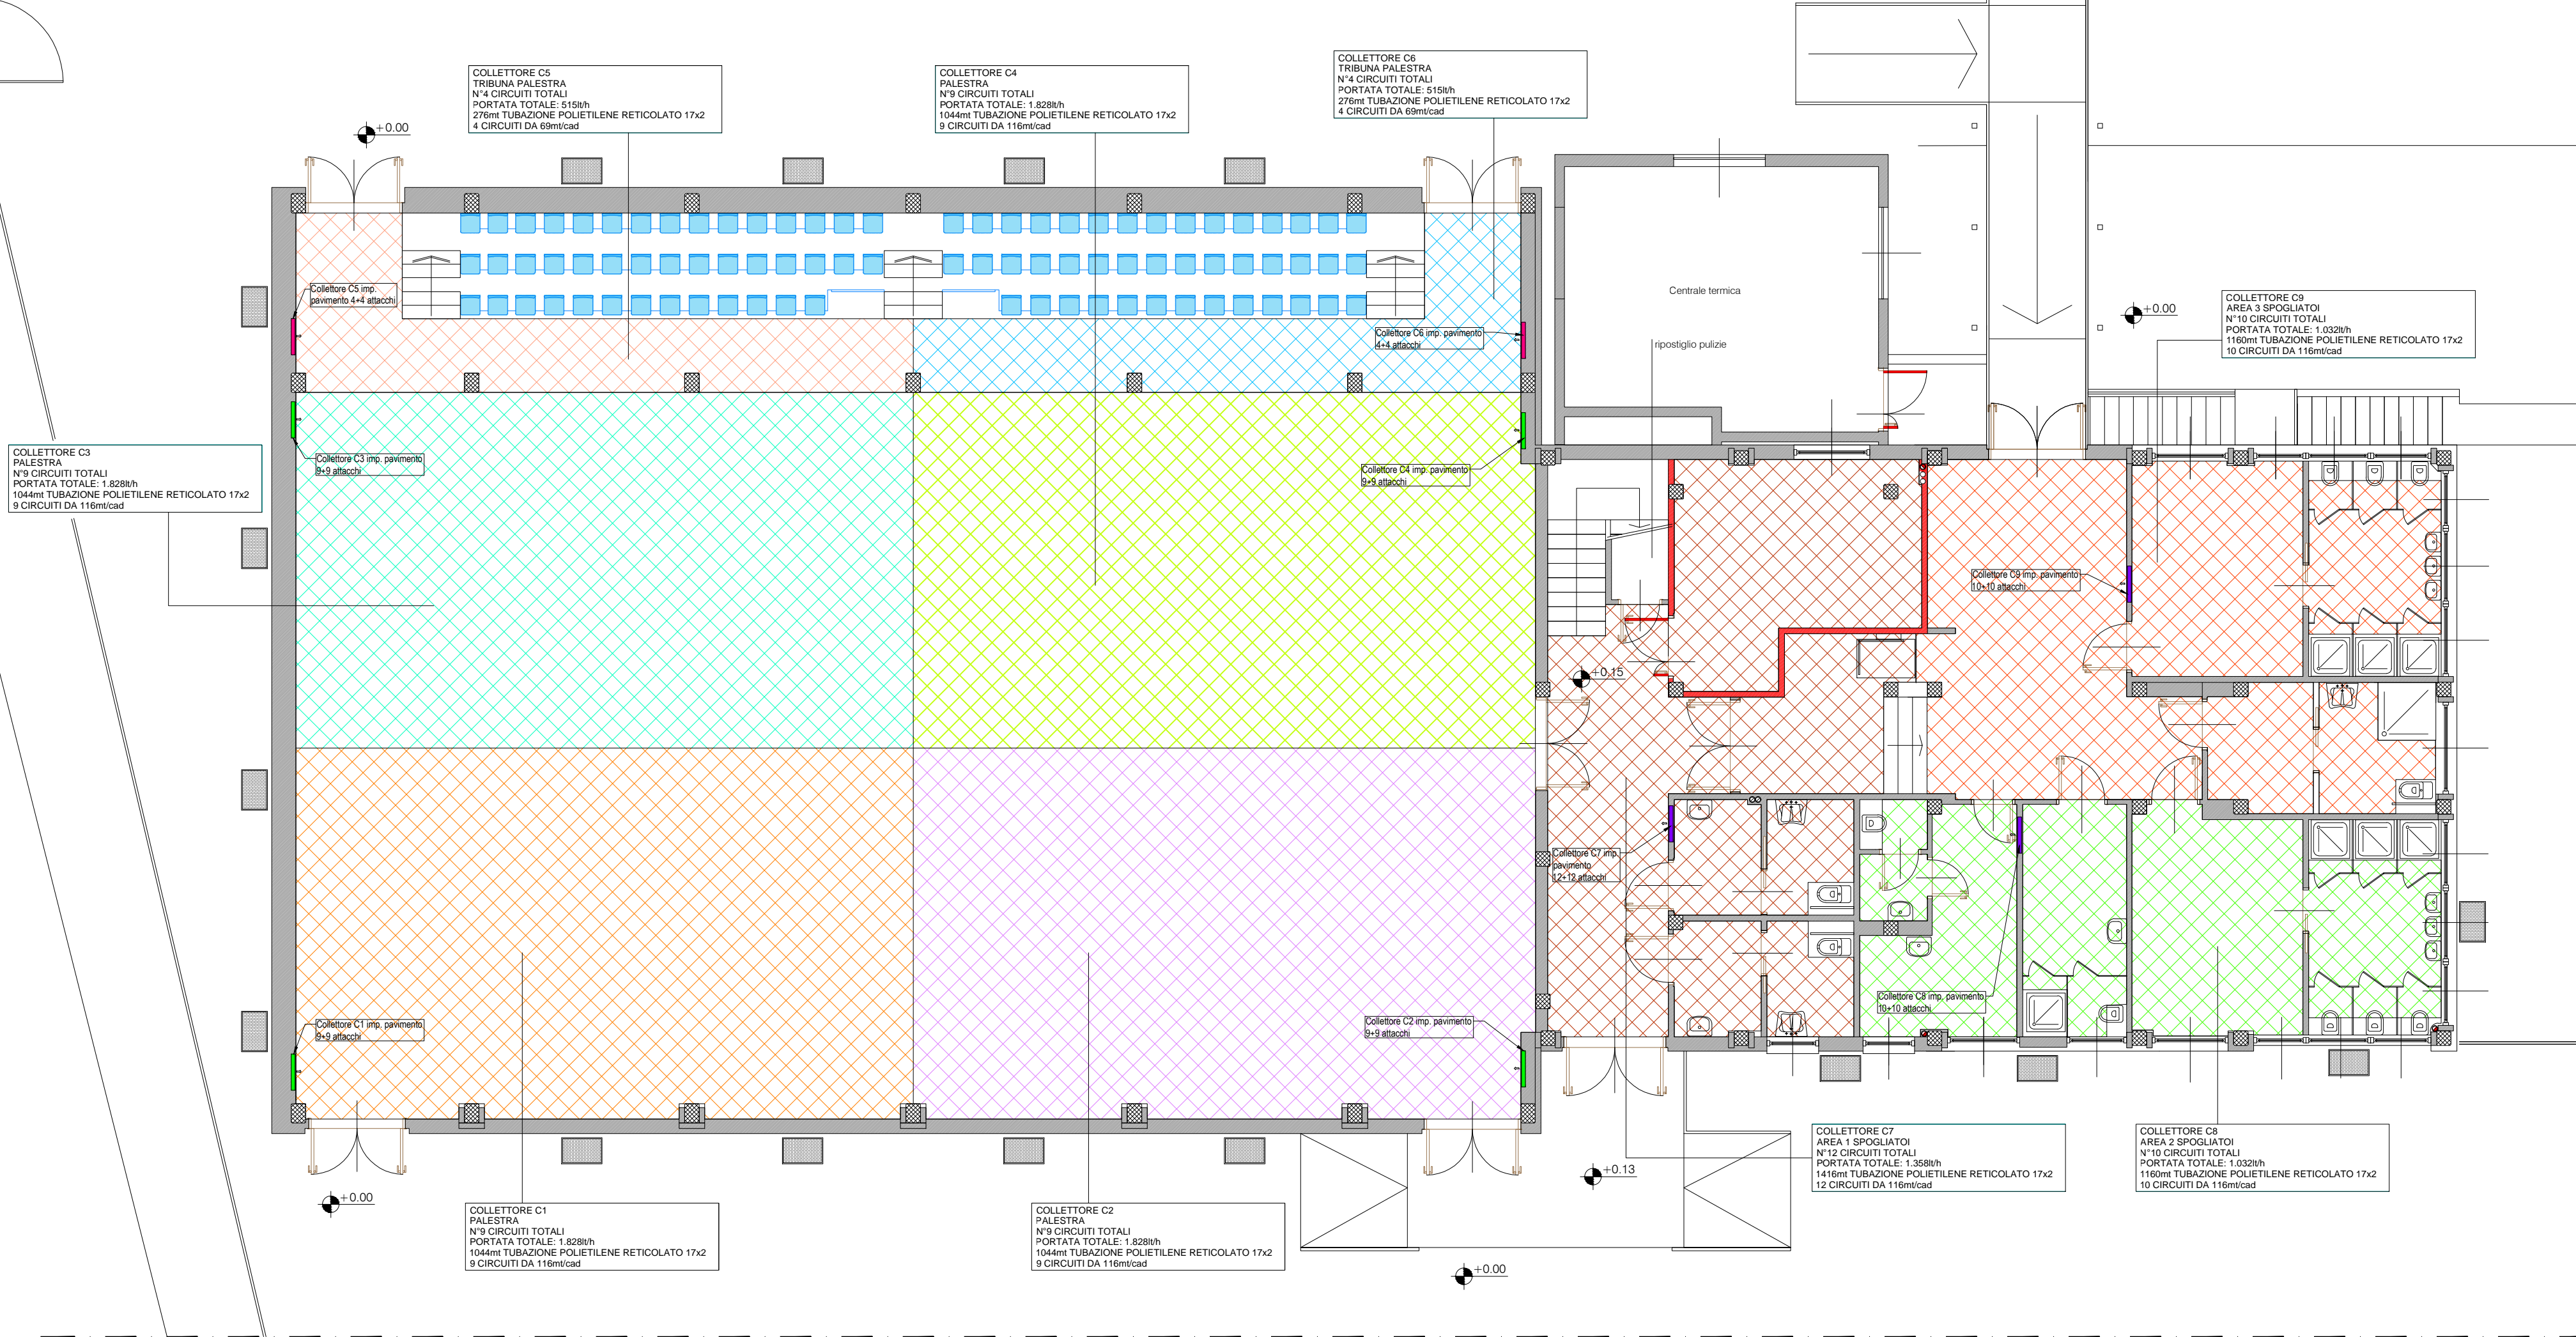 COLLETTORE C5
TRIBUNA PALESTRA
N°4 CIRCUITI TOTALI
PORTATA TOTALE: 515lt/h
276mt TUBAZIONE POLIETILENE RETICOLATO 17x2
4 CIRCUITI DA 69mt/cad
COLLETTORE C4
PALESTRA
N°9 CIRCUITI TOTALI
PORTATA TOTALE: 1.828lt/h
1044mt TUBAZIONE POLIETILENE RETICOLATO 17x2
9 CIRCUITI DA 116mt/cad
COLLETTORE C6
TRIBUNA PALESTRA
N°4 CIRCUITI TOTALI
PORTATA TOTALE: 515lt/h
276mt TUBAZIONE POLIETILENE RETICOLATO 17x2
4 CIRCUITI DA 69mt/cad
+0.00
Collettore C5 imp.
pavimento 4+4 attacchi
Centrale termica
Collettore C6 imp. pavimento
4+4 attacchi
ripostiglio pulizie
+0.00
COLLETTORE C9
AREA 3 SPOGLIATOI
N°10 CIRCUITI TOTALI
PORTATA TOTALE: 1.032lt/h
1160mt TUBAZIONE POLIETILENE RETICOLATO 17x2
10 CIRCUITI DA 116mt/cad
COLLETTORE C3
PALESTRA
N°9 CIRCUITI TOTALI
PORTATA TOTALE: 1.828lt/h
1044mt TUBAZIONE POLIETILENE RETICOLATO 17x2
9 CIRCUITI DA 116mt/cad
Collettore C3 imp. pavimento
9+9 attacchi
Collettore C4 imp. pavimento
9+9 attacchi
Collettore C9 imp. pavimento
10+10 attacchi
+0.15
Collettore C7 imp.
pavimento
12+12 attacchi
Collettore C8 imp. pavimento
10+10 attacchi
Collettore C1 imp. pavimento
9+9 attacchi
Collettore C2 imp. pavimento
9+9 attacchi
COLLETTORE C7
AREA 1 SPOGLIATOI
N°12 CIRCUITI TOTALI
PORTATA TOTALE: 1.358lt/h
1416mt TUBAZIONE POLIETILENE RETICOLATO 17x2
12 CIRCUITI DA 116mt/cad
COLLETTORE C8
AREA 2 SPOGLIATOI
N°10 CIRCUITI TOTALI
PORTATA TOTALE: 1.032lt/h
1160mt TUBAZIONE POLIETILENE RETICOLATO 17x2
10 CIRCUITI DA 116mt/cad
+0.13
+0.00
COLLETTORE C1
PALESTRA
N°9 CIRCUITI TOTALI
PORTATA TOTALE: 1.828lt/h
1044mt TUBAZIONE POLIETILENE RETICOLATO 17x2
9 CIRCUITI DA 116mt/cad
COLLETTORE C2
PALESTRA
N°9 CIRCUITI TOTALI
PORTATA TOTALE: 1.828lt/h
1044mt TUBAZIONE POLIETILENE RETICOLATO 17x2
9 CIRCUITI DA 116mt/cad
+0.00